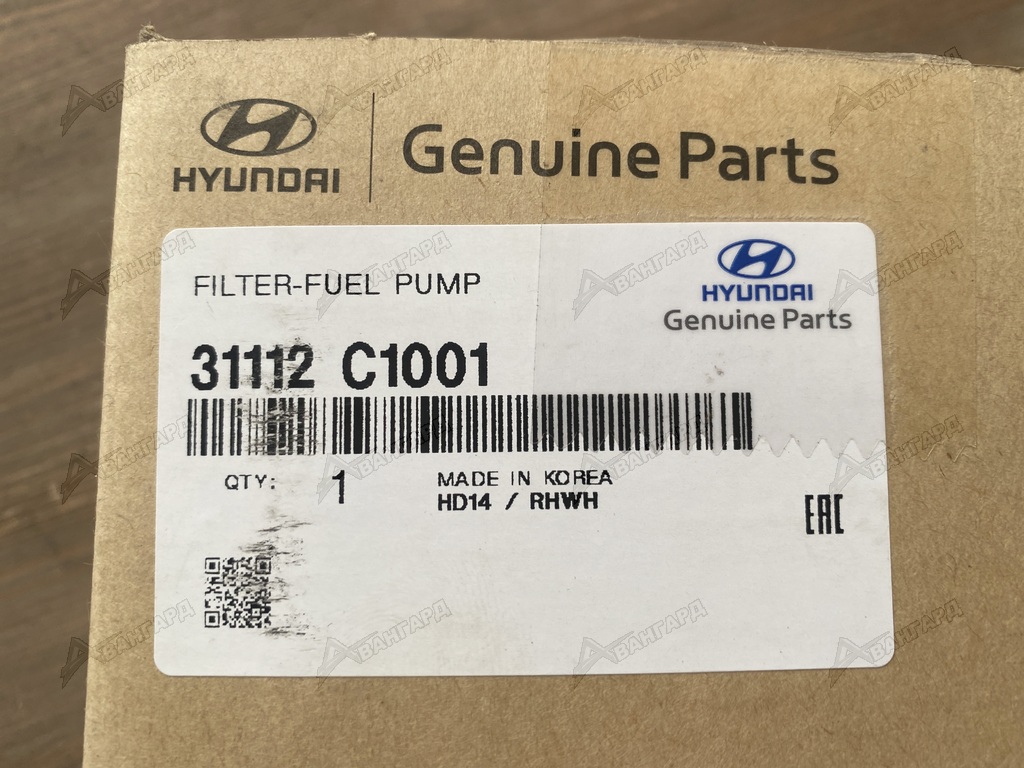 HYUNDAI
Genuine Parts
FILTER-FUEL PUMP
HYUNDAI
Genuine Parts
31112 C1001
QTY: 1
MADE IN KOREA
HD14 / RHWH
EAC
АВАНГАРД